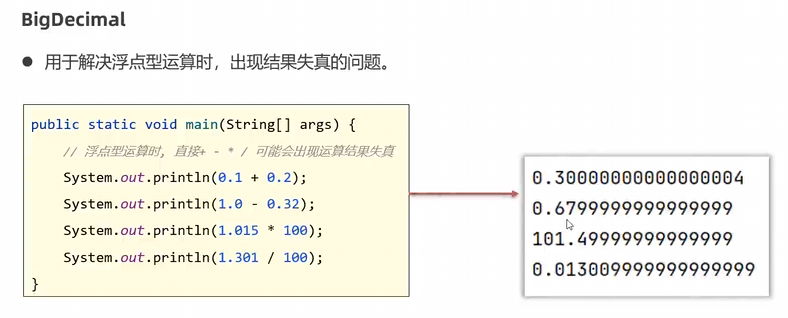 BigDecimal
● 用于解决浮点型运算时，出现结果失真的问题。
public static void main(String[] args) {
// 浮点型运算时, 直接+ - * / 可能会出现运算结果失真
System.out.println(0.1 + 0.2);
System.out.println(1.0 - 0.32);
System.out.println(1.015 * 100);
System.out.println(1.301 / 100);
}
0.30000000000000004
0.6799999999999999
101.49999999999999
0.013009999999999999